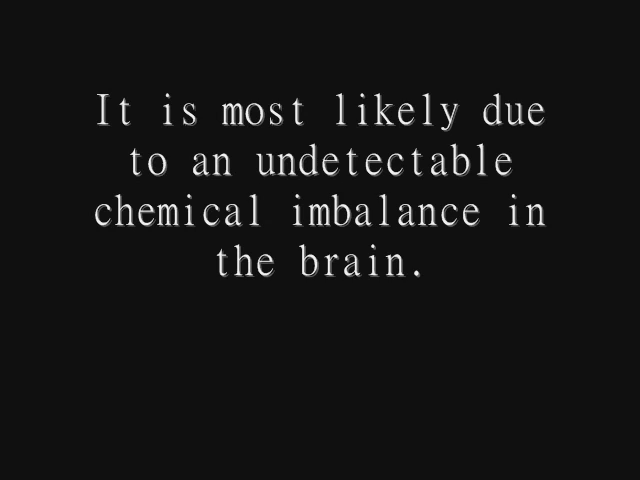 It is most likely due
to an undetectable
chemical imbalance in
the brain.